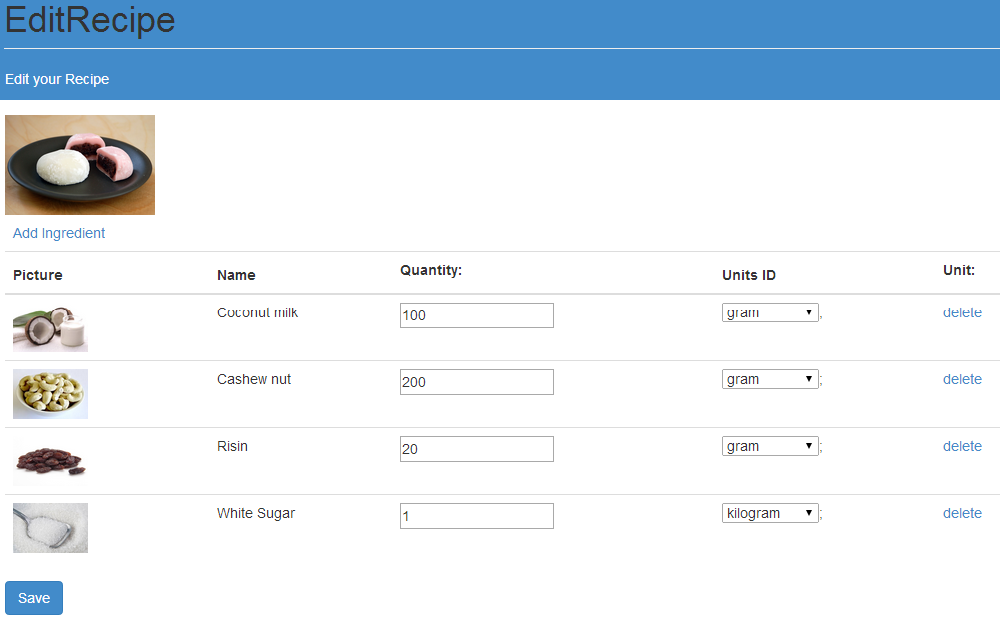 EditRecipe
Edit your Recipe
Add Ingredient
Picture Name Quantity: Units ID Unit:
Coconut milk 100 gram ; delete
Cashew nut 200 gram ; delete
Risin 20 gram ; delete
White Sugar 1 kilogram ; delete
Save